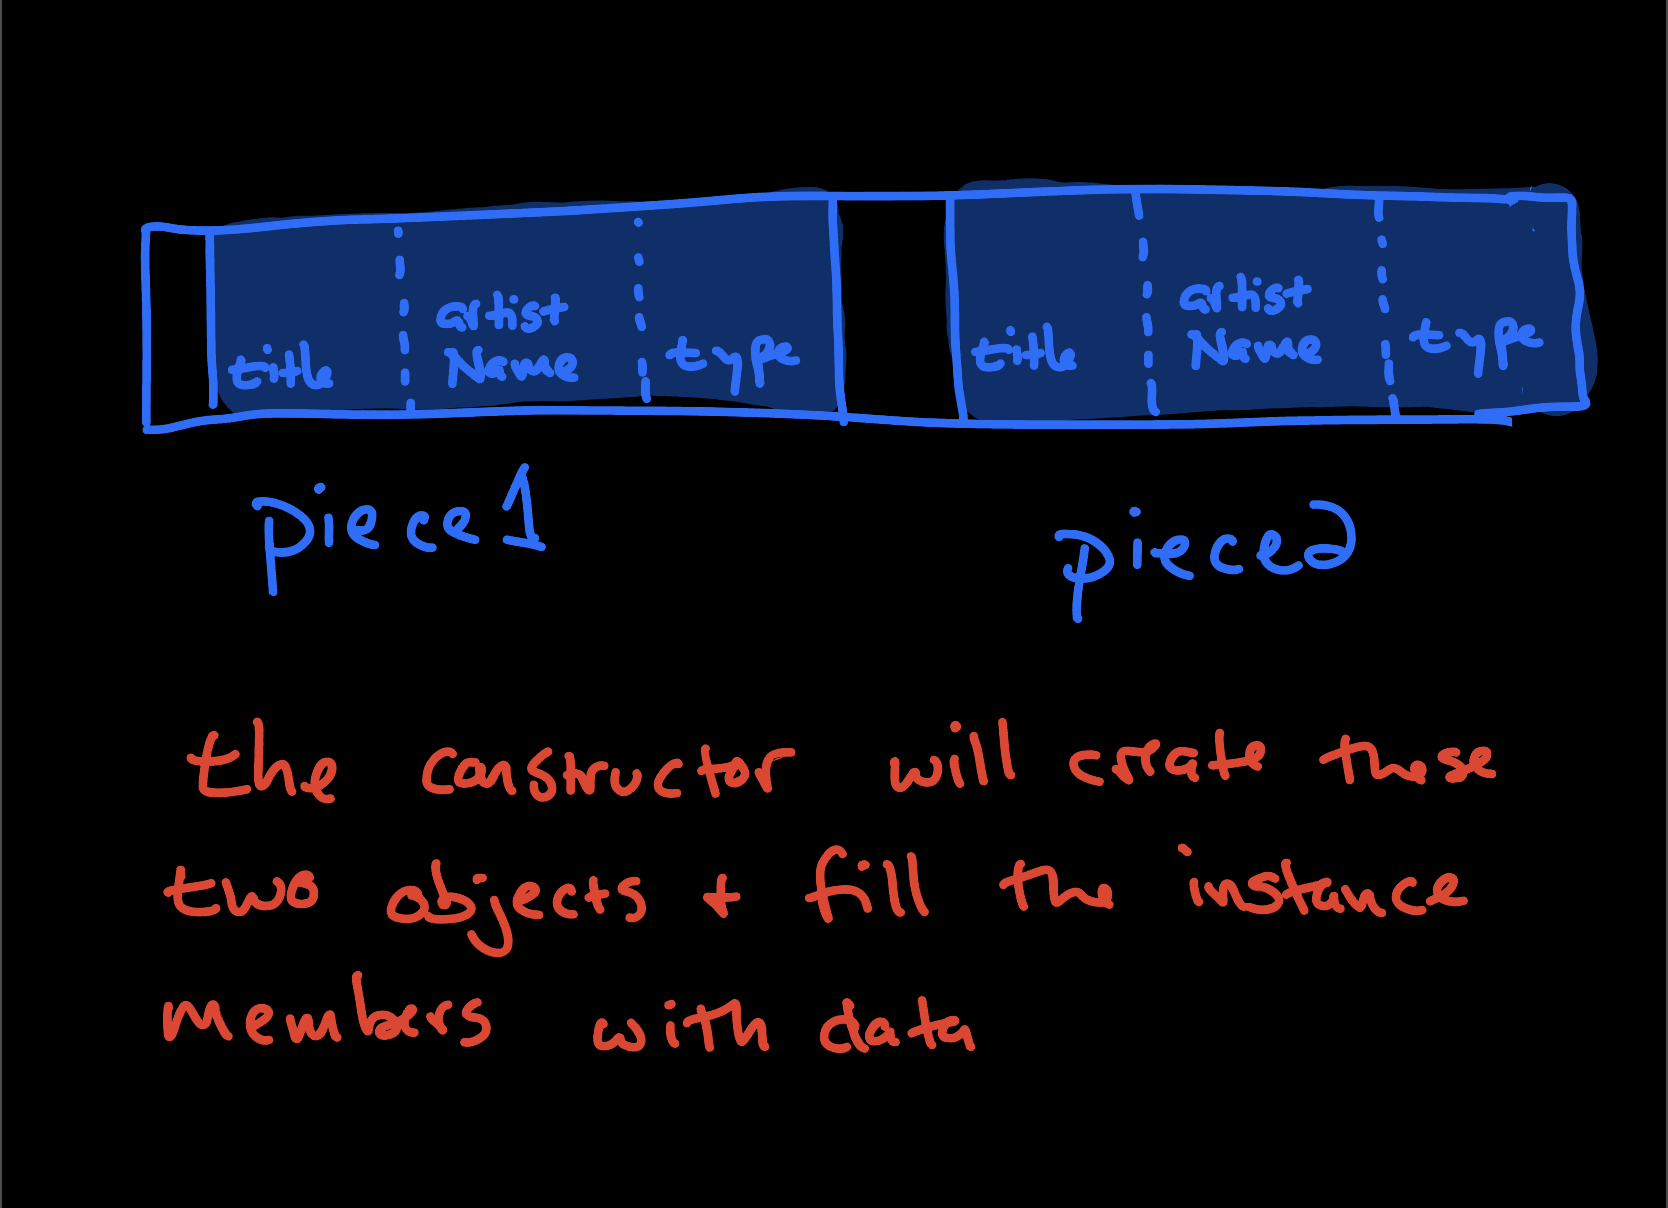 title
artist
Name
type
title
artist
Name
type
piece1
piece2
the constructor will create these
two objects + fill the instance
members with data